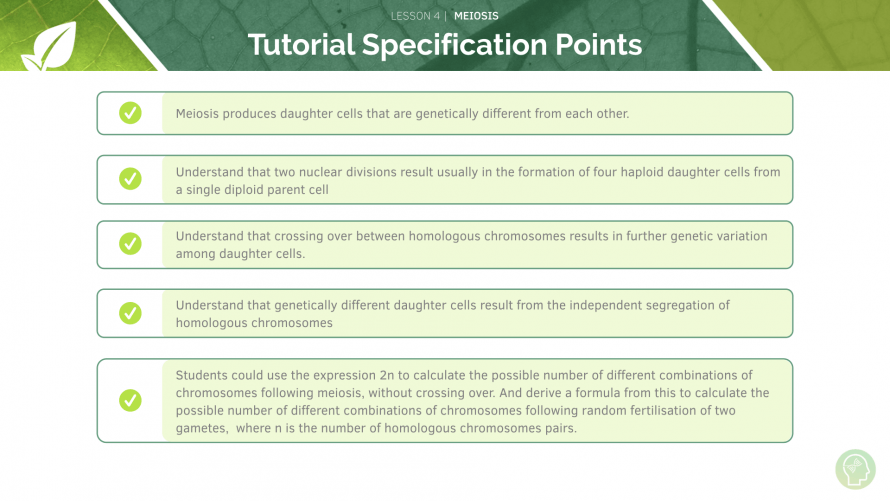 LESSON 4 | MEIOSIS
Tutorial Specification Points
Meiosis produces daughter cells that are genetically different from each other.
Understand that two nuclear divisions result usually in the formation of four haploid daughter cells from
a single diploid parent cell
Understand that crossing over between homologous chromosomes results in further genetic variation
among daughter cells.
Understand that genetically different daughter cells result from the independent segregation of
homologous chromosomes
Students could use the expression 2n to calculate the possible number of different combinations of
chromosomes following meiosis, without crossing over. And derive a formula from this to calculate the
possible number of different combinations of chromosomes following random fertilisation of two
gametes,  where n is the number of homologous chromosomes pairs.